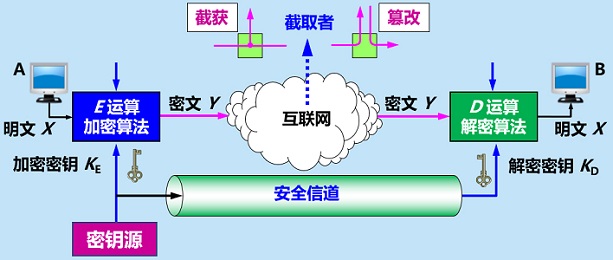 截获
截取者
篡改
A
B
E 运算
加密算法
密文 Y
互联网
密文 Y
D 运算
解密算法
明文 X
明文 X
加密密钥 KE
解密密钥 KD
安全信道
密钥源